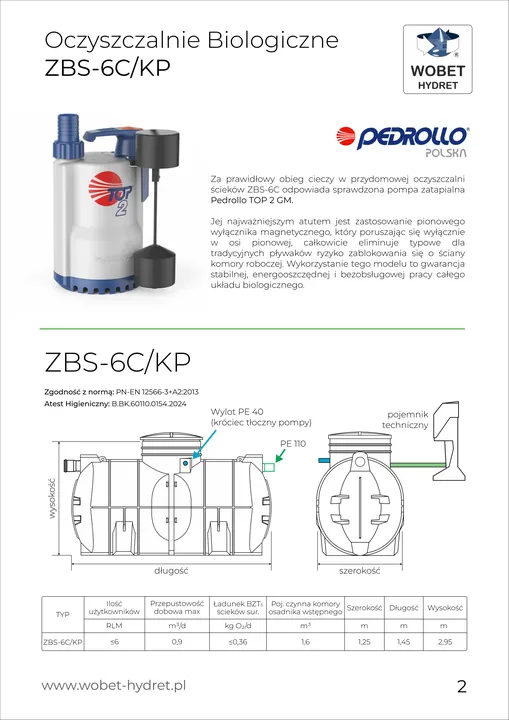 Oczyszczalnie Biologiczne
ZBS-6C/KP
WOBET
HYDRET
PEDROLLO
POLSKA
TOP
2
Za prawidłowy obieg cieczy w przydomowej oczyszczalni
ścieków ZBS-6C odpowiada sprawdzona pompa zatapialna
Pedrollo TOP 2 GM.
Jej najważniejszym atutem jest zastosowanie pionowego
wyłącznika magnetycznego, który poruszając się wyłącznie
w osi pionowej, całkowicie eliminuje typowe dla
tradycyjnych pływaków ryzyko zablokowania się o ściany
komory roboczej. Wykorzystanie tego modelu to gwarancja
stabilnej, energooszczędnej i bezobsługowej pracy całego
układu biologicznego.
ZBS-6C/KP
Zgodność z normą: PN-EN 12566-3+A2:2013
Atest Higieniczny: B.BK.60110.0154.2024
Wylot PE 40
(króciec tłoczny pompy)
PE 110
pojemnik
techniczny
wysokość
długość
szerokość
TYP
Ilość użytkowników
Przepustowość dobowa max
Ładunek BZT₅ ścieków sur.
Poj. czynna komory osadnika wstępnego
Szerokość
Długość
Wysokość
RLM m³/d kg O₂/d m³ m m m
ZBS-6C/KP ≤6 0,9 ≤0,36 1,6 1,25 1,45 2,95
www.wobet-hydret.pl
2